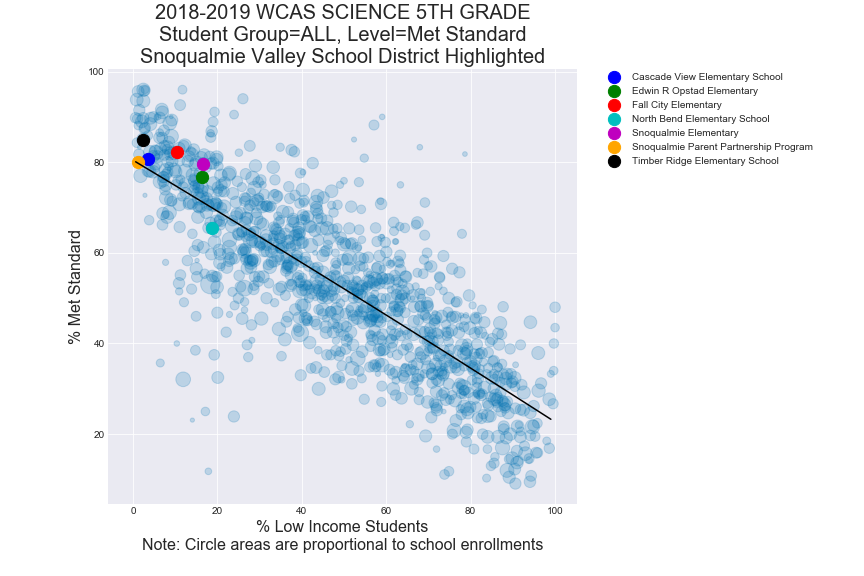 2018-2019 WCAS SCIENCE 5TH GRADE
Student Group=ALL, Level=Met Standard
Snoqualmie Valley School District Highlighted
100
80
60
40
20
% Met Standard
0
20
40
60
80
100
% Low Income Students
Note: Circle areas are proportional to school enrollments
Cascade View Elementary School
Edwin R Opstad Elementary
Fall City Elementary
North Bend Elementary School
Snoqualmie Elementary
Snoqualmie Parent Partnership Program
Timber Ridge Elementary School